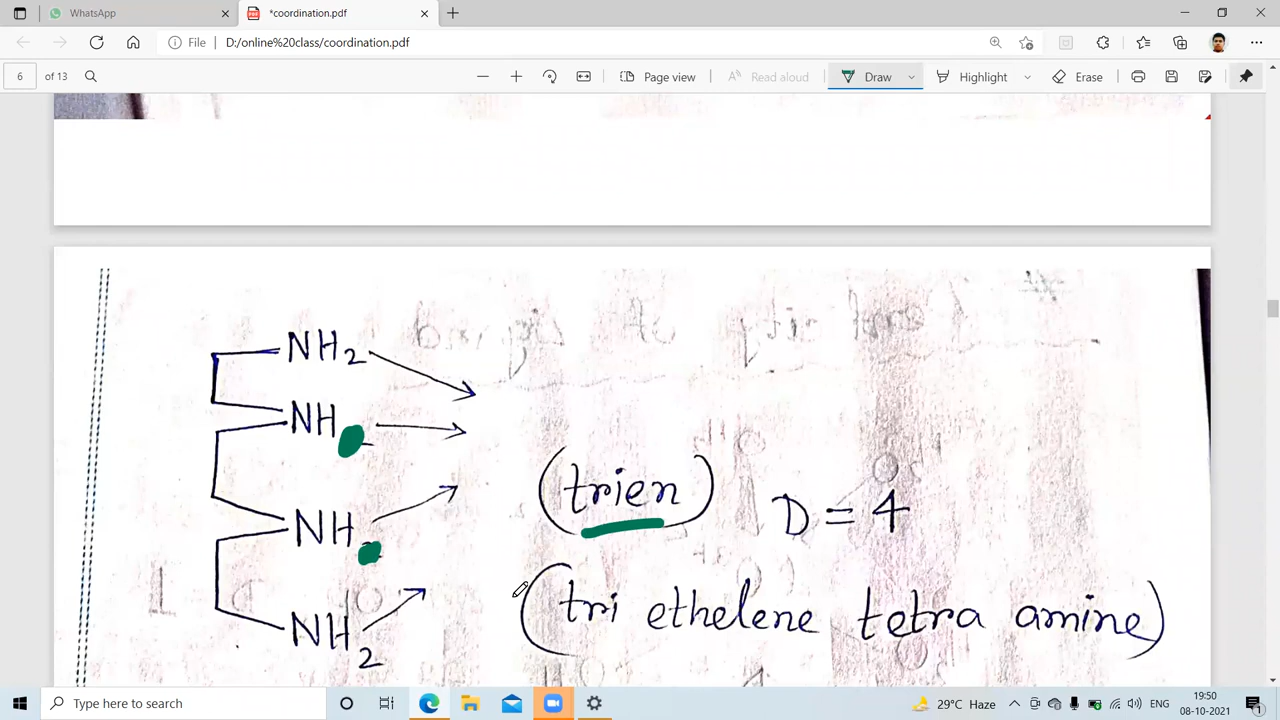 WhatsApp
*coordination.pdf
File
D:/online%20class/coordination.pdf
6 of 13
Page view
Read aloud
Draw
Highlight
Erase
NH2
NH
NH
NH2
(trien) D = 4
(tri ethelene tetra amine)
Type here to search
29°C Haze
ENG
19:50
08-10-2021
1